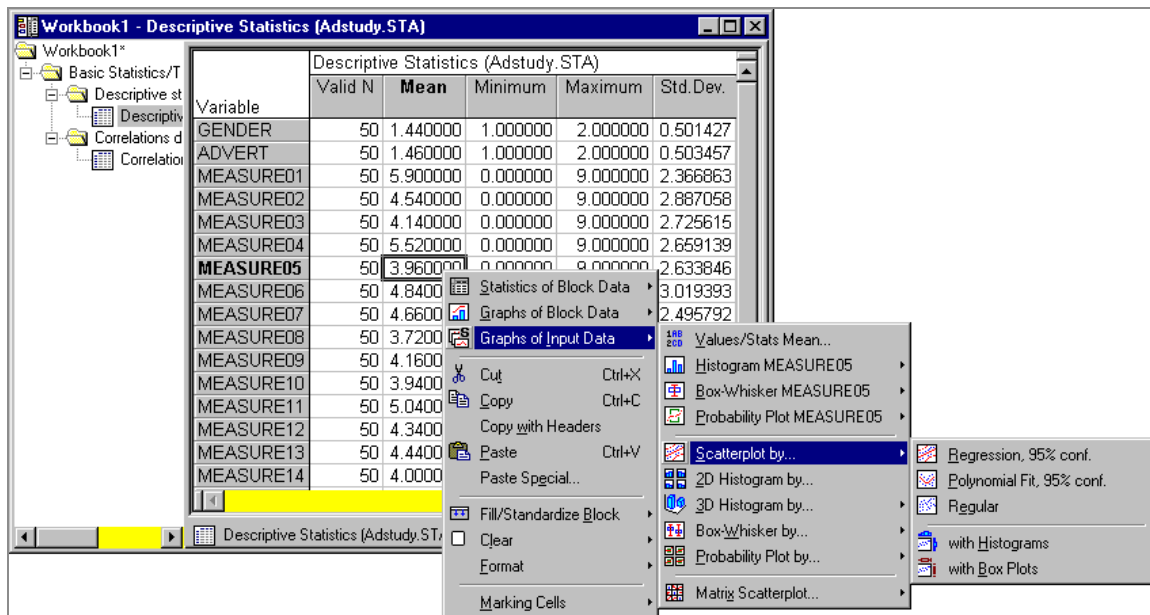 Workbook1 - Descriptive Statistics (Adstudy.STA)
Workbook1*
Basic Statistics/T
Descriptive st
Descriptiv
Correlations d
Correlation
Descriptive Statistics (Adstudy.STA)
Variable Valid N Mean Minimum Maximum Std.Dev.
GENDER 50 1.440000 1.000000 2.000000 0.501427
ADVERT 50 1.460000 1.000000 2.000000 0.503457
MEASURE01 50 5.900000 0.000000 9.000000 2.366863
MEASURE02 50 4.540000 0.000000 9.000000 2.887058
MEASURE03 50 4.140000 0.000000 9.000000 2.725615
MEASURE04 50 5.520000 0.000000 9.000000 2.659139
MEASURE05 50 3.960000 0.000000 9.000000 2.633846
MEASURE06 50 4.84000 3.019393
MEASURE07 50 4.66000 2.495792
MEASURE08 50 3.7200
MEASURE09 50 4.16000
MEASURE10 50 3.9400
MEASURE11 50 5.0400
MEASURE12 50 4.3400
MEASURE13 50 4.4400
MEASURE14 50 4.0000
Descriptive Statistics (Adstudy.ST
Statistics of Block Data
Graphs of Block Data
Graphs of Input Data
Cut Ctrl+X
Copy Ctrl+C
Copy with Headers
Paste Ctrl+V
Paste Special...
Fill/Standardize Block
Clear
Format
Marking Cells
Values/Stats Mean...
Histogram MEASURE05
Box-Whisker MEASURE05
Probability Plot MEASURE05
Scatterplot by...
2D Histogram by...
3D Histogram by...
Box-Whisker by...
Probability Plot by...
Matrix Scatterplot...
Regression, 95% conf.
Polynomial Fit, 95% conf.
Regular
with Histograms
with Box Plots